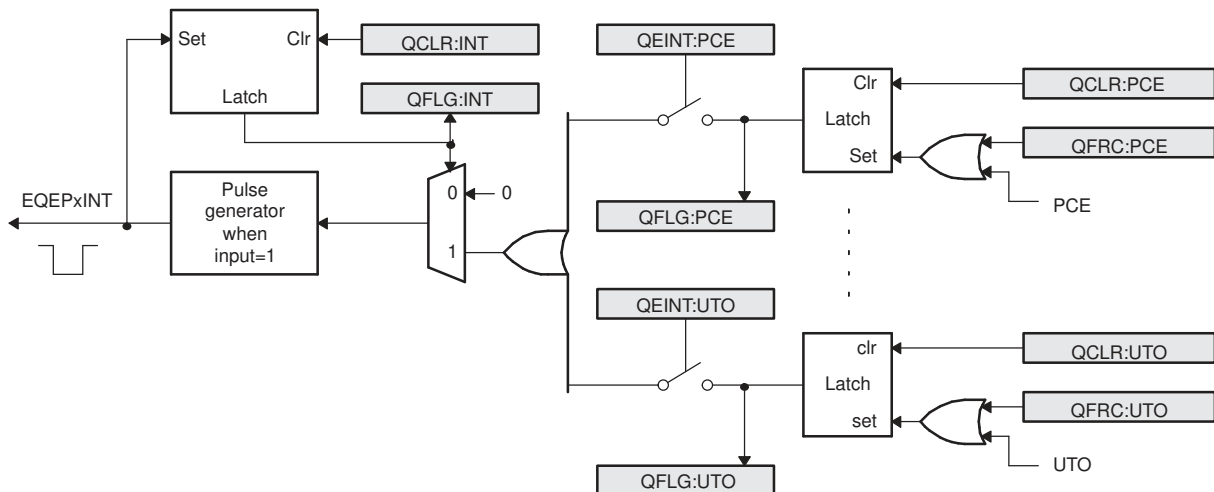 Set
Clr
Latch
QCLR:INT
QFLG:INT
EQEPxINT
Pulse
generator
when
input=1
0
0
1
QEINT:PCE
QFLG:PCE
Clr
Latch
Set
QCLR:PCE
QFRC:PCE
PCE
QEINT:UTO
QFLG:UTO
clr
Latch
set
QCLR:UTO
QFRC:UTO
UTO